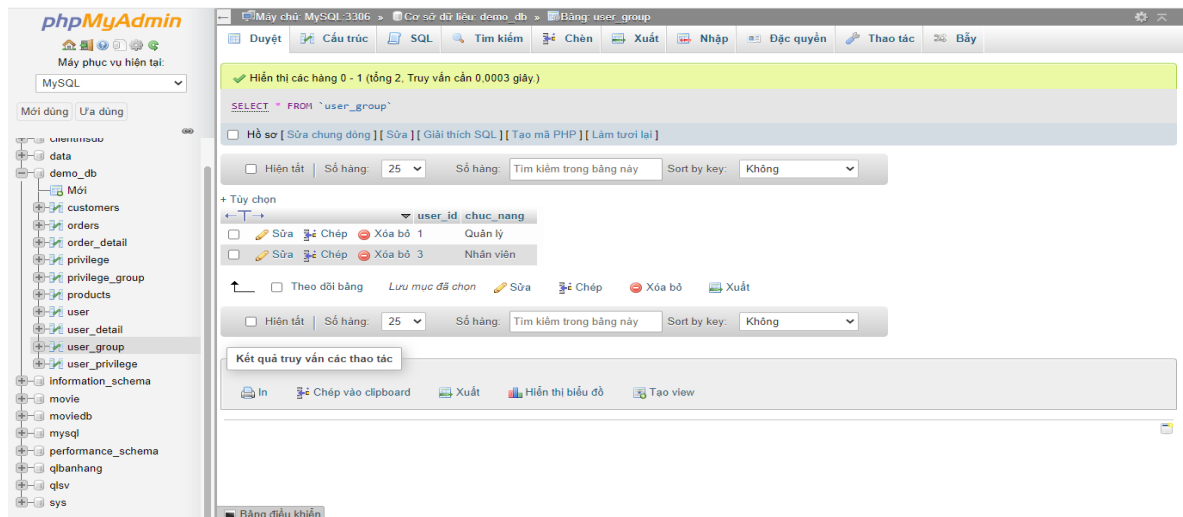 phpMyAdmin
Máy phục vụ hiện tại:
MySQL
Mới dùng Ưa dùng
clientmsdb
data
demo_db
Mới
customers
orders
order_detail
privilege
privilege_group
products
user
user_detail
user_group
user_privilege
information_schema
movie
moviedb
mysql
performance_schema
qlbanhang
qlsv
sys
Máy chủ: MySQL:3306 » Cơ sở dữ liệu: demo_db » Bảng: user_group
Duyệt Cấu trúc SQL Tìm kiếm Chèn Xuất Nhập Đặc quyền Thao tác Bẫy
Hiển thị các hàng 0 - 1 (tổng 2, Truy vấn cần 0,0003 giây.)
SELECT * FROM `user_group`
Hồ sơ [ Sửa chung dòng ] [ Sửa ] [ Giải thích SQL ] [ Tạo mã PHP ] [ Làm tươi lại ]
Hiện tất | Số hàng: 25 Số hàng: Tìm kiếm trong bảng này Sort by key: Không
+ Tùy chọn
←T→ user_id chuc_nang
Sửa Chép Xóa bỏ 1 Quản lý
Sửa Chép Xóa bỏ 3 Nhân viên
Theo dõi bảng Lưu mục đã chọn Sửa Chép Xóa bỏ Xuất
Hiện tất | Số hàng: 25 Số hàng: Tìm kiếm trong bảng này Sort by key: Không
Kết quả truy vấn các thao tác
In Chép vào clipboard Xuất Hiển thị biểu đồ Tạo view
Bảng điều khiển